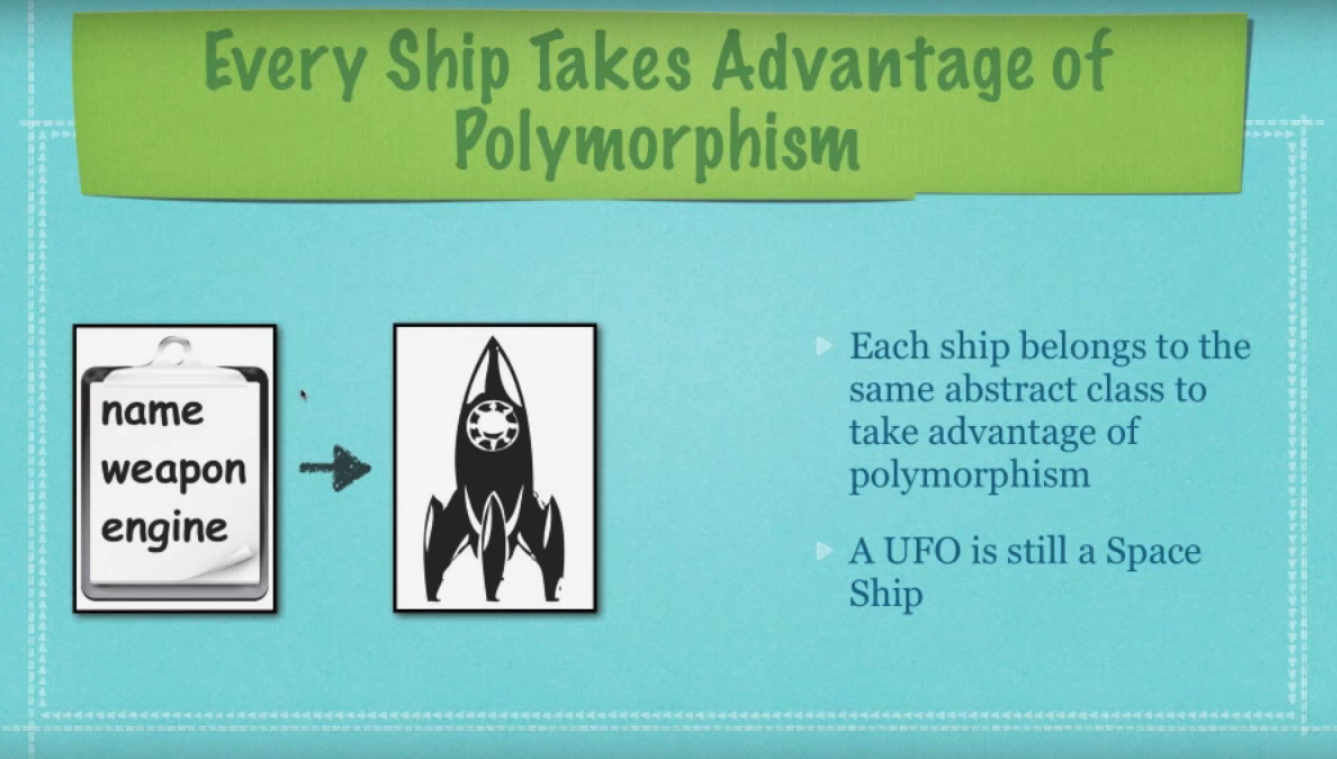 Every Ship Takes Advantage of
Polymorphism
name
weapon
engine
Each ship belongs to the
same abstract class to
take advantage of
polymorphism
A UFO is still a Space
Ship